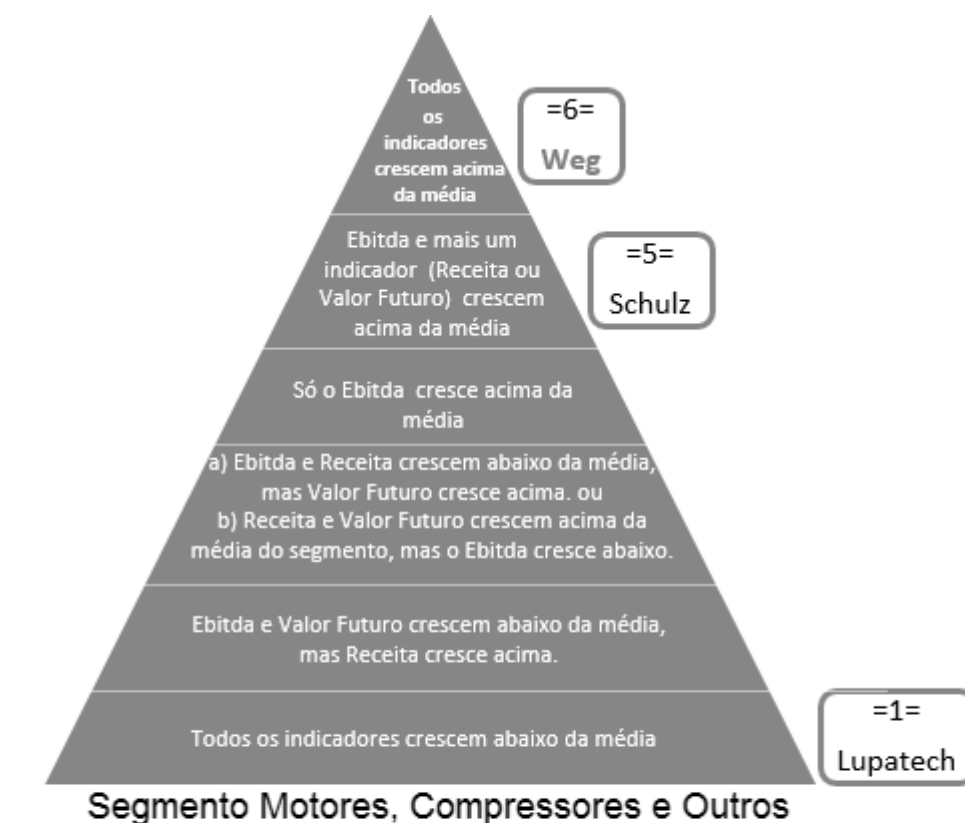 Todos
os
indicadores
crescem acima
da média
=6=
Weg
Ebitda e mais um
indicador (Receita ou
Valor Futuro) crescem
acima da média
=5=
Schulz
Só o Ebitda cresce acima da
média
a) Ebitda e Receita crescem abaixo da média,
mas Valor Futuro cresce acima. ou
b) Receita e Valor Futuro crescem acima da
média do segmento, mas o Ebitda cresce abaixo.
Ebitda e Valor Futuro crescem abaixo da média,
mas Receita cresce acima.
Todos os indicadores crescem abaixo da média
=1=
Lupatech
Segmento Motores, Compressores e Outros